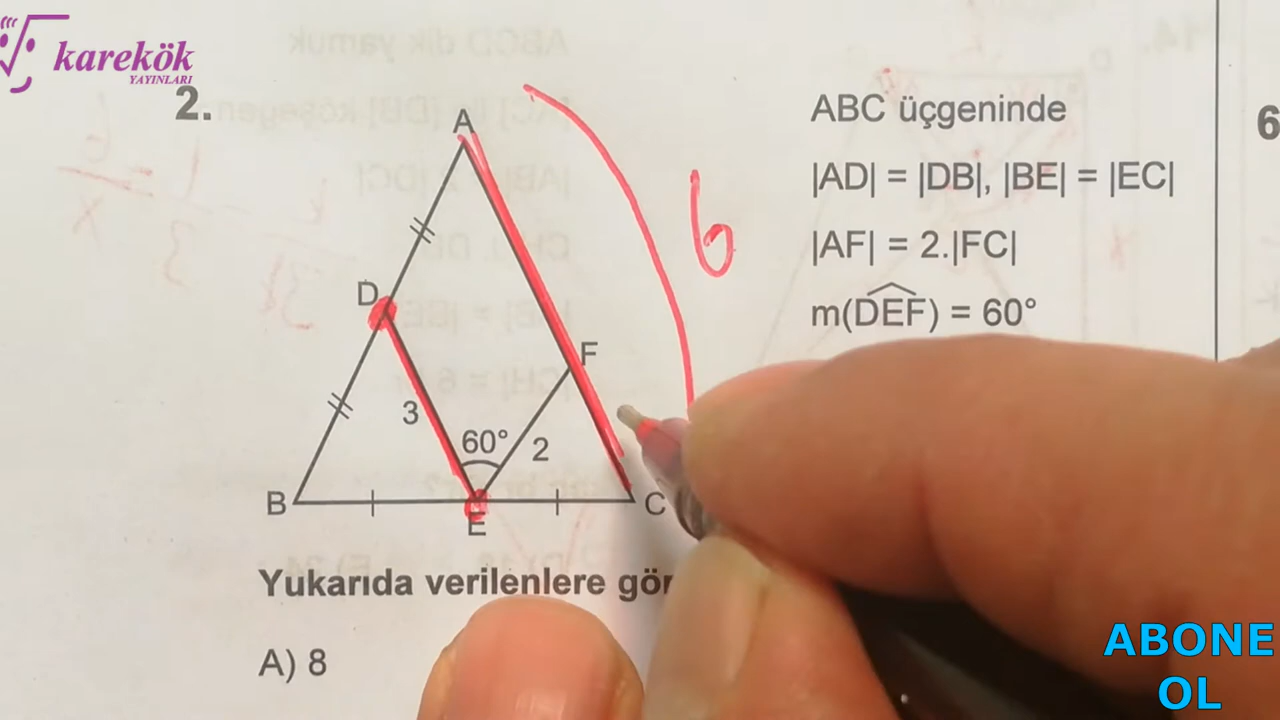 karekök
YAYINLARI
2.
A
6
D
F
3
60°
2
B
E
C
ABC üçgeninde
|AD| = |DB|, |BE| = |EC|
|AF| = 2.|FC|
m(DEF) = 60°
Yukarıda verilenlere
A) 8
6
ABONE
OL